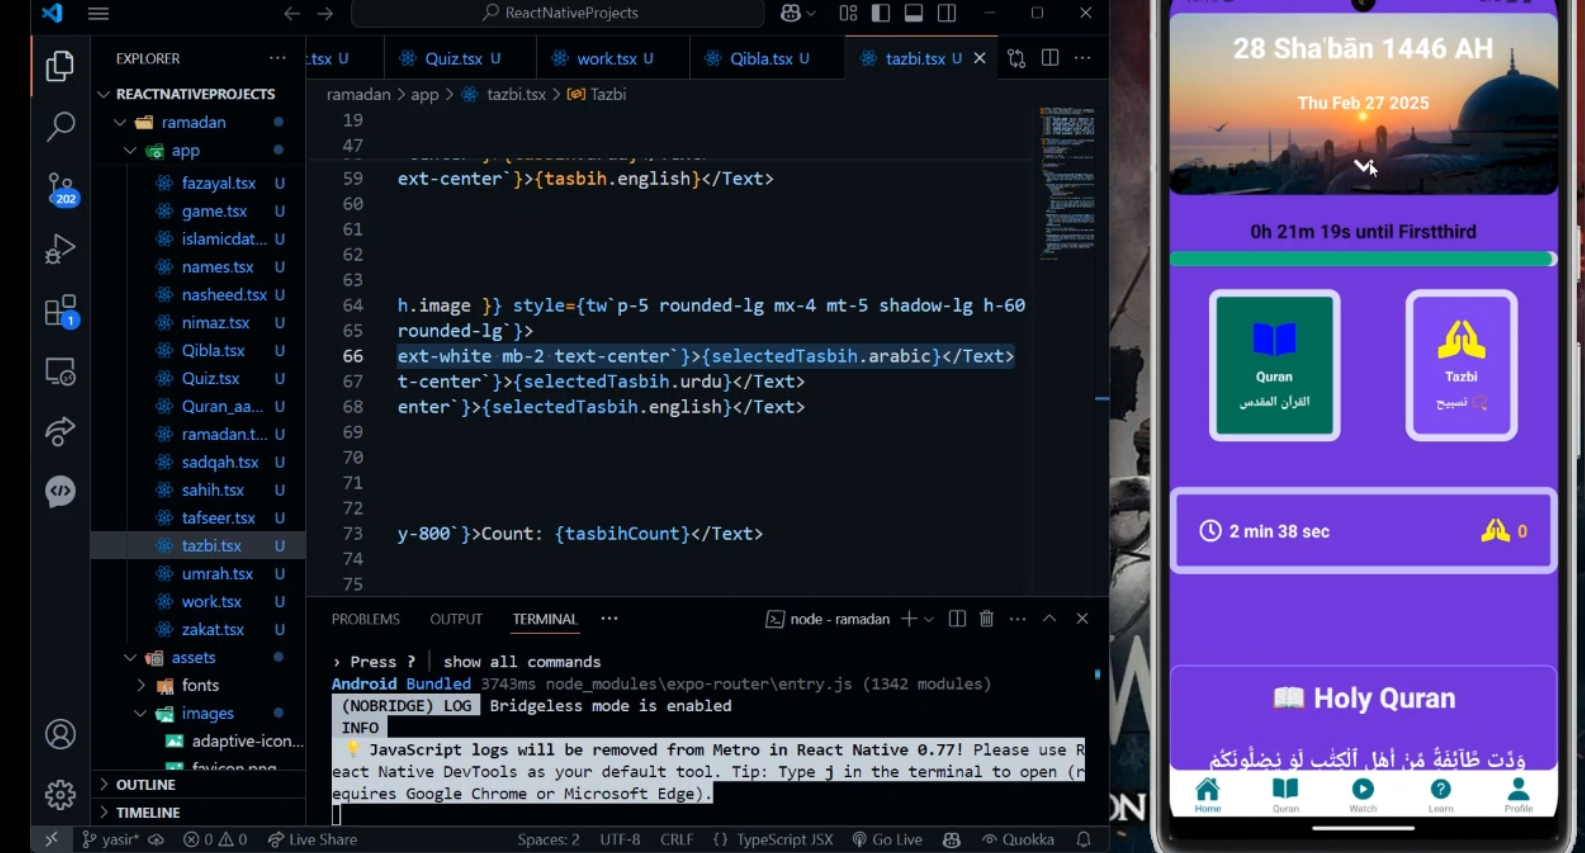 ReactNativeProjects
EXPLORER
REACTNATIVEPROJECTS
ramadan
app
fazayal.tsx U
game.tsx U
islamicdat... U
names.tsx U
nasheed.tsx U
nimaz.tsx U
Qibla.tsx U
Quiz.tsx U
Quran_aa... U
ramadan.t... U
sadqah.tsx U
sahih.tsx U
tafseer.tsx U
tazbi.tsx U
umrah.tsx U
work.tsx U
zakat.tsx U
assets
fonts
images
adaptive-icon...
favicon.png
OUTLINE
TIMELINE
202
1
.tsx U
Quiz.tsx U
work.tsx U
Qibla.tsx U
tazbi.tsx U
ramadan > app > tazbi.tsx > Tazbi
19
47
59 ext-center`}>{tasbih.english}</Text>
60
61
62
63
64 h.image }} style={tw`p-5 rounded-lg mx-4 mt-5 shadow-lg h-60
65 rounded-lg`}>
66 ext-white mb-2 text-center`}>{selectedTasbih.arabic}</Text>
67 t-center`}>{selectedTasbih.urdu}</Text>
68 enter`}>{selectedTasbih.english}</Text>
69
70
71
72
73 y-800`}>Count: {tasbihCount}</Text>
74
75
PROBLEMS OUTPUT TERMINAL ··· node - ramadan
› Press ? │ show all commands
Android Bundled 3743ms node_modules\expo-router\entry.js (1342 modules)
(NOBRIDGE) LOG Bridgeless mode is enabled
INFO
💡 JavaScript logs will be removed from Metro in React Native 0.77! Please use R
eact Native DevTools as your default tool. Tip: Type j in the terminal to open (r
equires Google Chrome or Microsoft Edge).
yasir* 0 0 Live Share Spaces: 2 UTF-8 CRLF {} TypeScript JSX Go Live Quokka
28 Shaʿbān 1446 AH
Thu Feb 27 2025
0h 21m 19s until Firstthird
Quran
القرآن المقدس
Tazbi
تسبیح 📿
2 min 38 sec
0
📖 Holy Quran
وَدَّت طَّآئِفَةٌ مِّنْ أَهْلِ ٱلْكِتَٰبِ لَوْ يُضِلُّونَكُمْ
Home Quran Watch Learn Profile